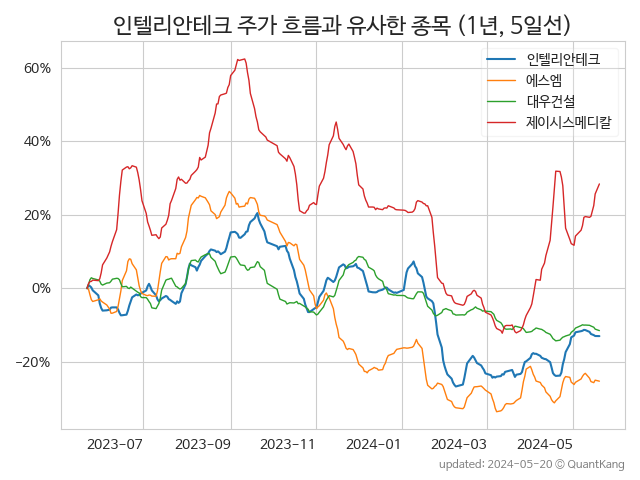 인텔리안테크 주가 흐름과 유사한 종목 (1년, 5일선)
인텔리안테크
에스엠
대우건설
제이시스메디칼
60%
40%
20%
0%
−20%
2023-07
2023-09
2023-11
2024-01
2024-03
2024-05
updated: 2024-05-20 © QuantKang